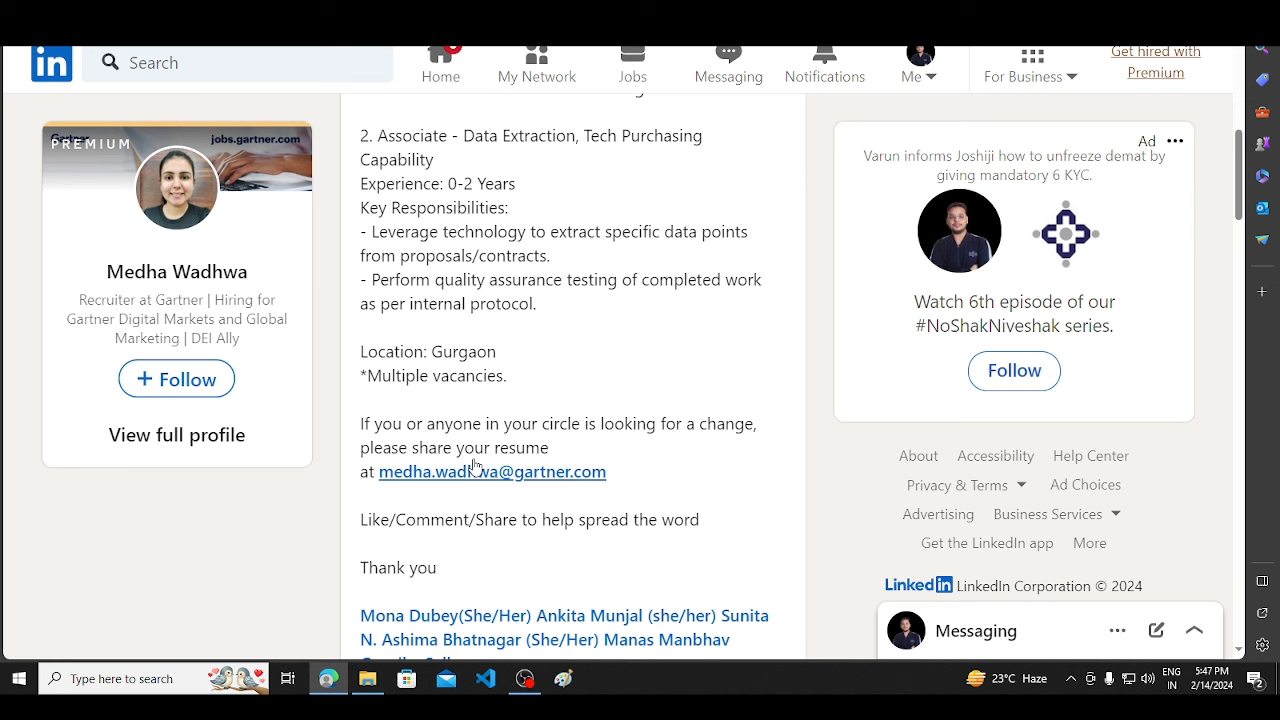 in
Search
Home
My Network
Jobs
Messaging
Notifications
Me
For Business
Get hired with
Premium
Gartner
jobs.gartner.com
PREMIUM
Medha Wadhwa
Recruiter at Gartner | Hiring for
Gartner Digital Markets and Global
Marketing | DEI Ally
+ Follow
View full profile
2. Associate - Data Extraction, Tech Purchasing
Capability
Experience: 0-2 Years
Key Responsibilities:
- Leverage technology to extract specific data points
from proposals/contracts.
- Perform quality assurance testing of completed work
as per internal protocol.
Location: Gurgaon
*Multiple vacancies.
If you or anyone in your circle is looking for a change,
please share your resume
at medha.wadhwa@gartner.com
Like/Comment/Share to help spread the word
Thank you
Mona Dubey(She/Her) Ankita Munjal (she/her) Sunita
N. Ashima Bhatnagar (She/Her) Manas Manbhav
Ad
Varun informs Joshiji how to unfreeze demat by
giving mandatory 6 KYC.
Watch 6th episode of our
#NoShakNiveshak series.
Follow
About Accessibility Help Center
Privacy & Terms Ad Choices
Advertising Business Services
Get the LinkedIn app More
LinkedIn LinkedIn Corporation © 2024
Messaging
Type here to search
23°C Haze
ENG
IN
5:47 PM
2/14/2024
2